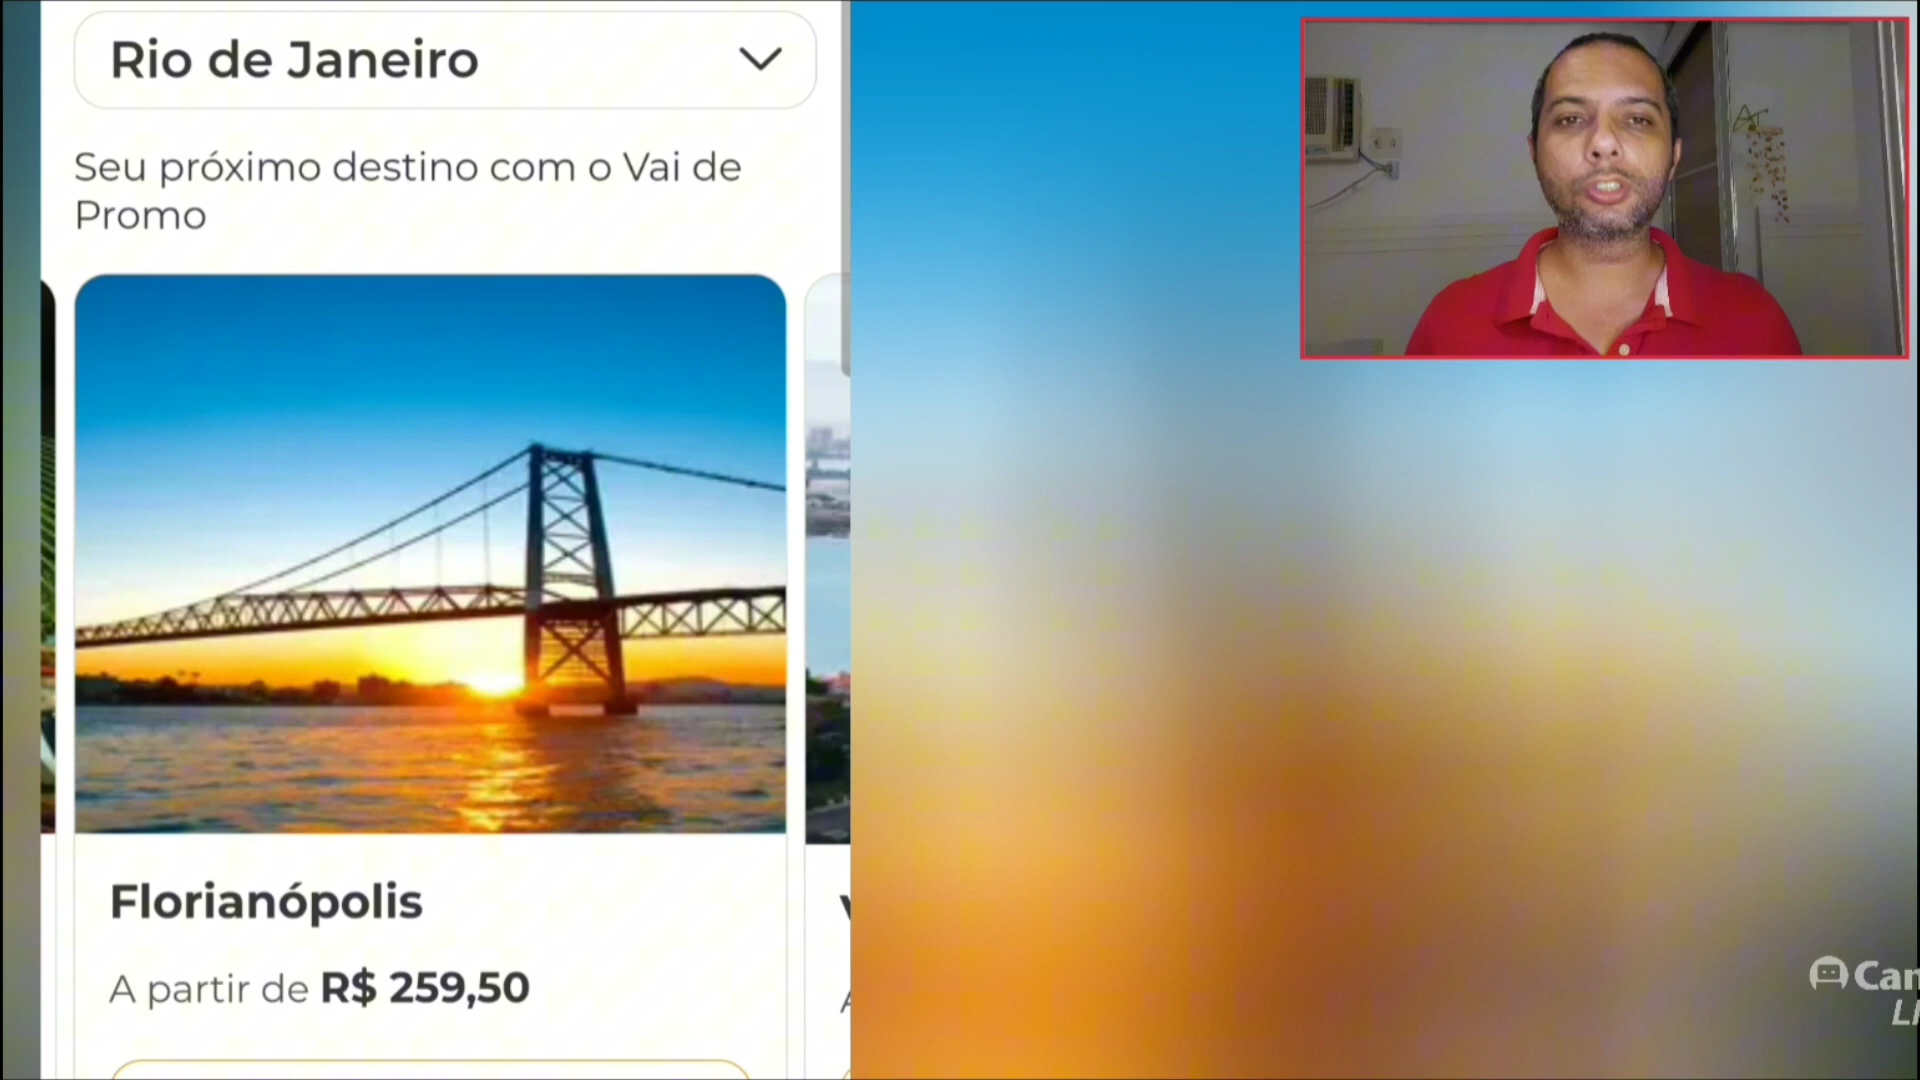 Rio de Janeiro
Seu próximo destino com o Vai de
Promo
Florianópolis
A partir de R$ 259,50